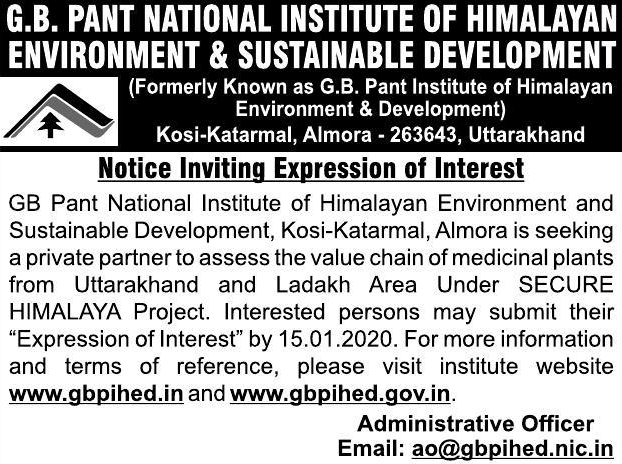 G.B. PANT NATIONAL INSTITUTE OF HIMALAYAN
ENVIRONMENT & SUSTAINABLE DEVELOPMENT
(Formerly Known as G.B. Pant Institute of Himalayan
Environment & Development)
Kosi-Katarmal, Almora - 263643, Uttarakhand
Notice Inviting Expression of Interest
GB Pant National Institute of Himalayan Environment and
Sustainable Development, Kosi-Katarmal, Almora is seeking
a private partner to assess the value chain of medicinal plants
from Uttarakhand and Ladakh Area Under SECURE
HIMALAYA Project. Interested persons may submit their
“Expression of Interest” by 15.01.2020. For more information
and terms of reference, please visit institute website
www.gbpihed.in and www.gbpihed.gov.in.
Administrative Officer
Email: ao@gbpihed.nic.in